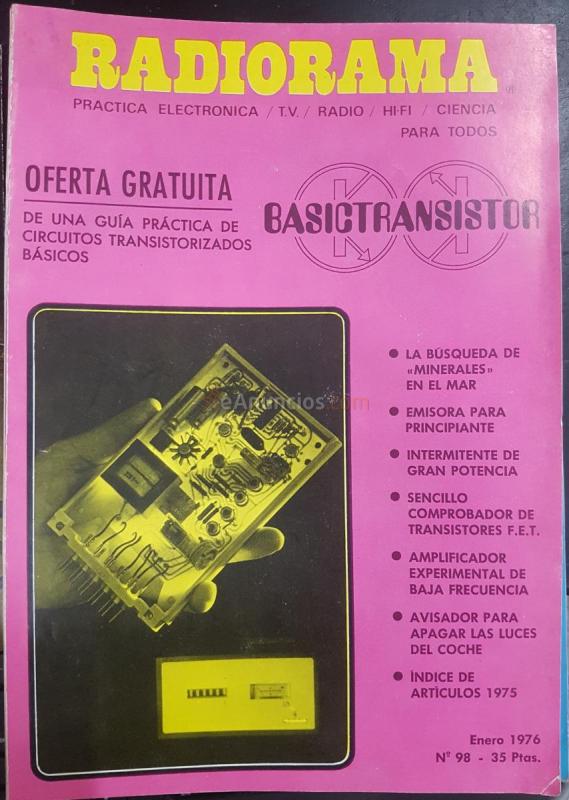 RADIORAMA
PRACTICA ELECTRONICA / T.V. / RADIO / HI-FI / CIENCIA
PARA TODOS
OFERTA GRATUITA
DE UNA GUÍA PRÁCTICA DE
CIRCUITOS TRANSISTORIZADOS
BÁSICOS
BASICTRANSISTOR
● LA BÚSQUEDA DE
«MINERALES»
EN EL MAR
● EMISORA PARA
PRINCIPIANTE
● INTERMITENTE DE
GRAN POTENCIA
● SENCILLO
COMPROBADOR DE
TRANSISTORES F.E.T.
● AMPLIFICADOR
EXPERIMENTAL DE
BAJA FRECUENCIA
● AVISADOR PARA
APAGAR LAS LUCES
DEL COCHE
● ÍNDICE DE
ARTÌCULOS 1975
eAnuncios.com
Enero 1976
Nº 98 - 35 Ptas.